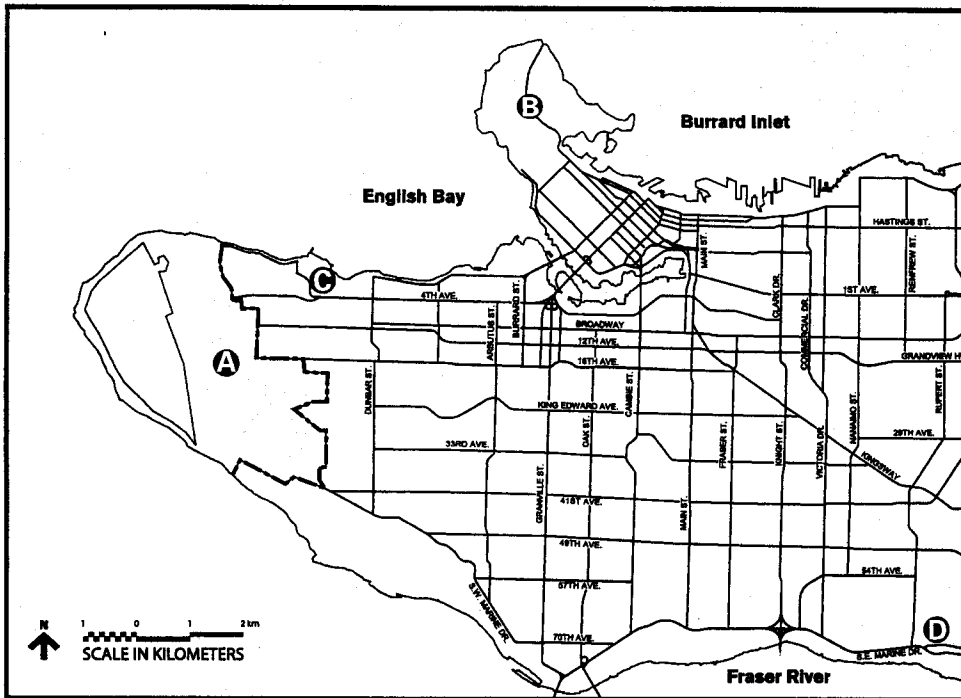 B
Burrard Inlet
English Bay
HASTINGS ST.
MAIN ST.
RENFREW ST.
C
4TH AVE.
BURRARD ST.
ARBUTUS ST.
CLARK DR.
COMMERCIAL DR.
1ST AVE.
BROADWAY
12TH AVE.
16TH AVE.
GRANDVIEW H
A
DUNBAR ST.
KING EDWARD AVE.
OAK ST.
CAMBIE ST.
FRASER ST.
KNIGHT ST.
VICTORIA DR.
NANAIMO ST.
RUPERT ST.
29TH AVE.
33RD AVE.
KINGSWAY
GRANVILLE ST.
41ST AVE.
MAIN ST.
49TH AVE.
57TH AVE.
54TH AVE.
S.W. MARINE DR.
70TH AVE.
S.E. MARINE DR.
D
N
1 0 1 2 km
SCALE IN KILOMETERS
Fraser River